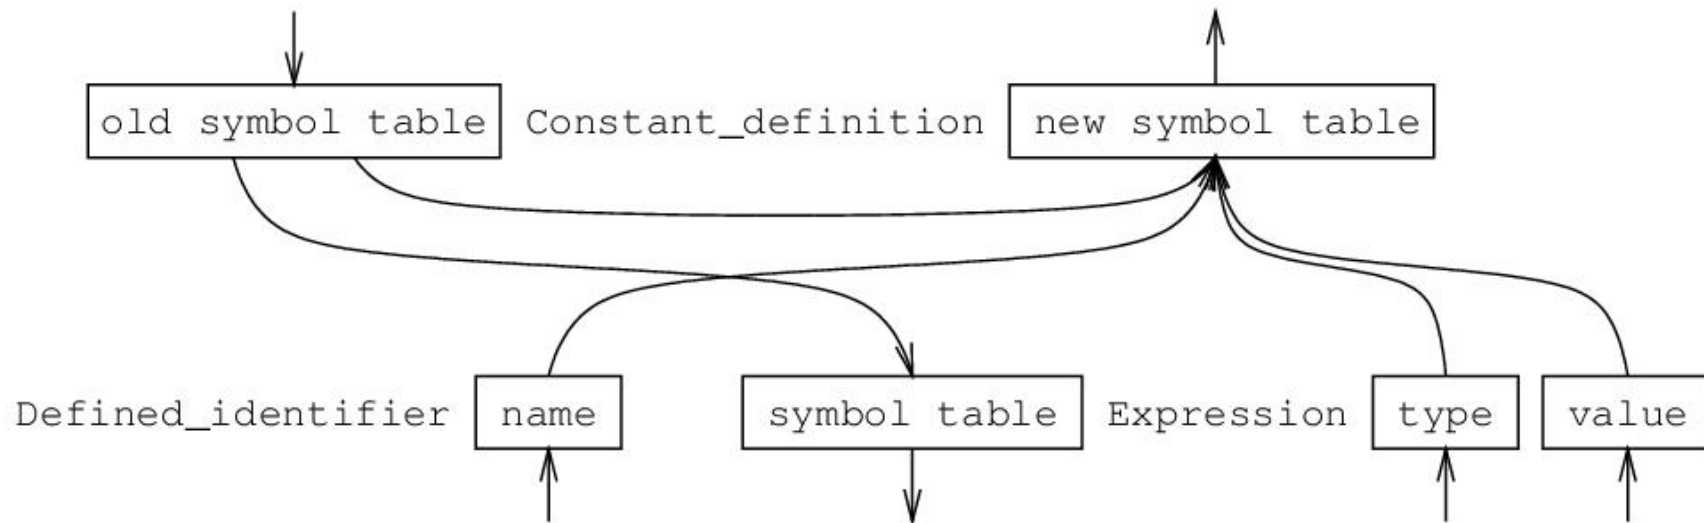 old symbol table Constant_definition new symbol table
Defined_identifier name symbol table Expression type value